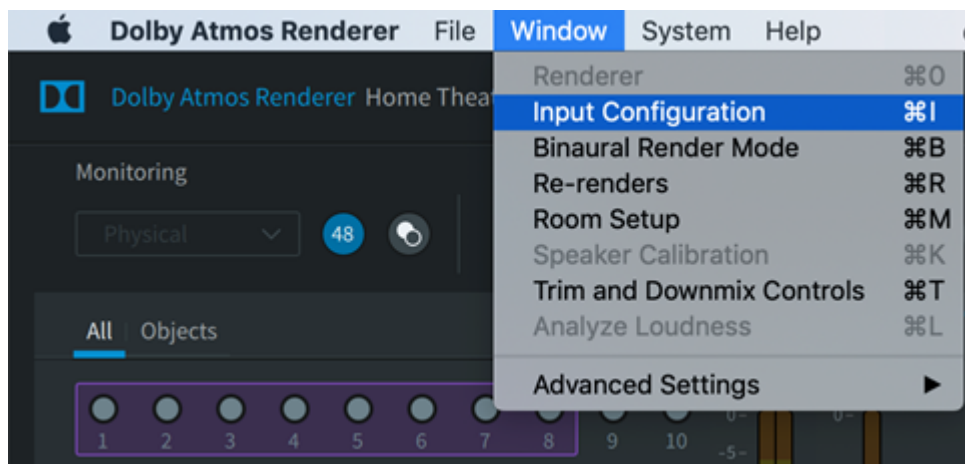 Dolby Atmos Renderer File Window System Help
Dolby Atmos Renderer Home Thea
Renderer ⌘0
Input Configuration ⌘I
Binaural Render Mode ⌘B
Re-renders ⌘R
Room Setup ⌘M
Speaker Calibration ⌘K
Trim and Downmix Controls ⌘T
Analyze Loudness ⌘L
Advanced Settings
Monitoring
Physical 48
All Objects
1 2 3 4 5 6 7 8 9 10
0- 0-
-5-